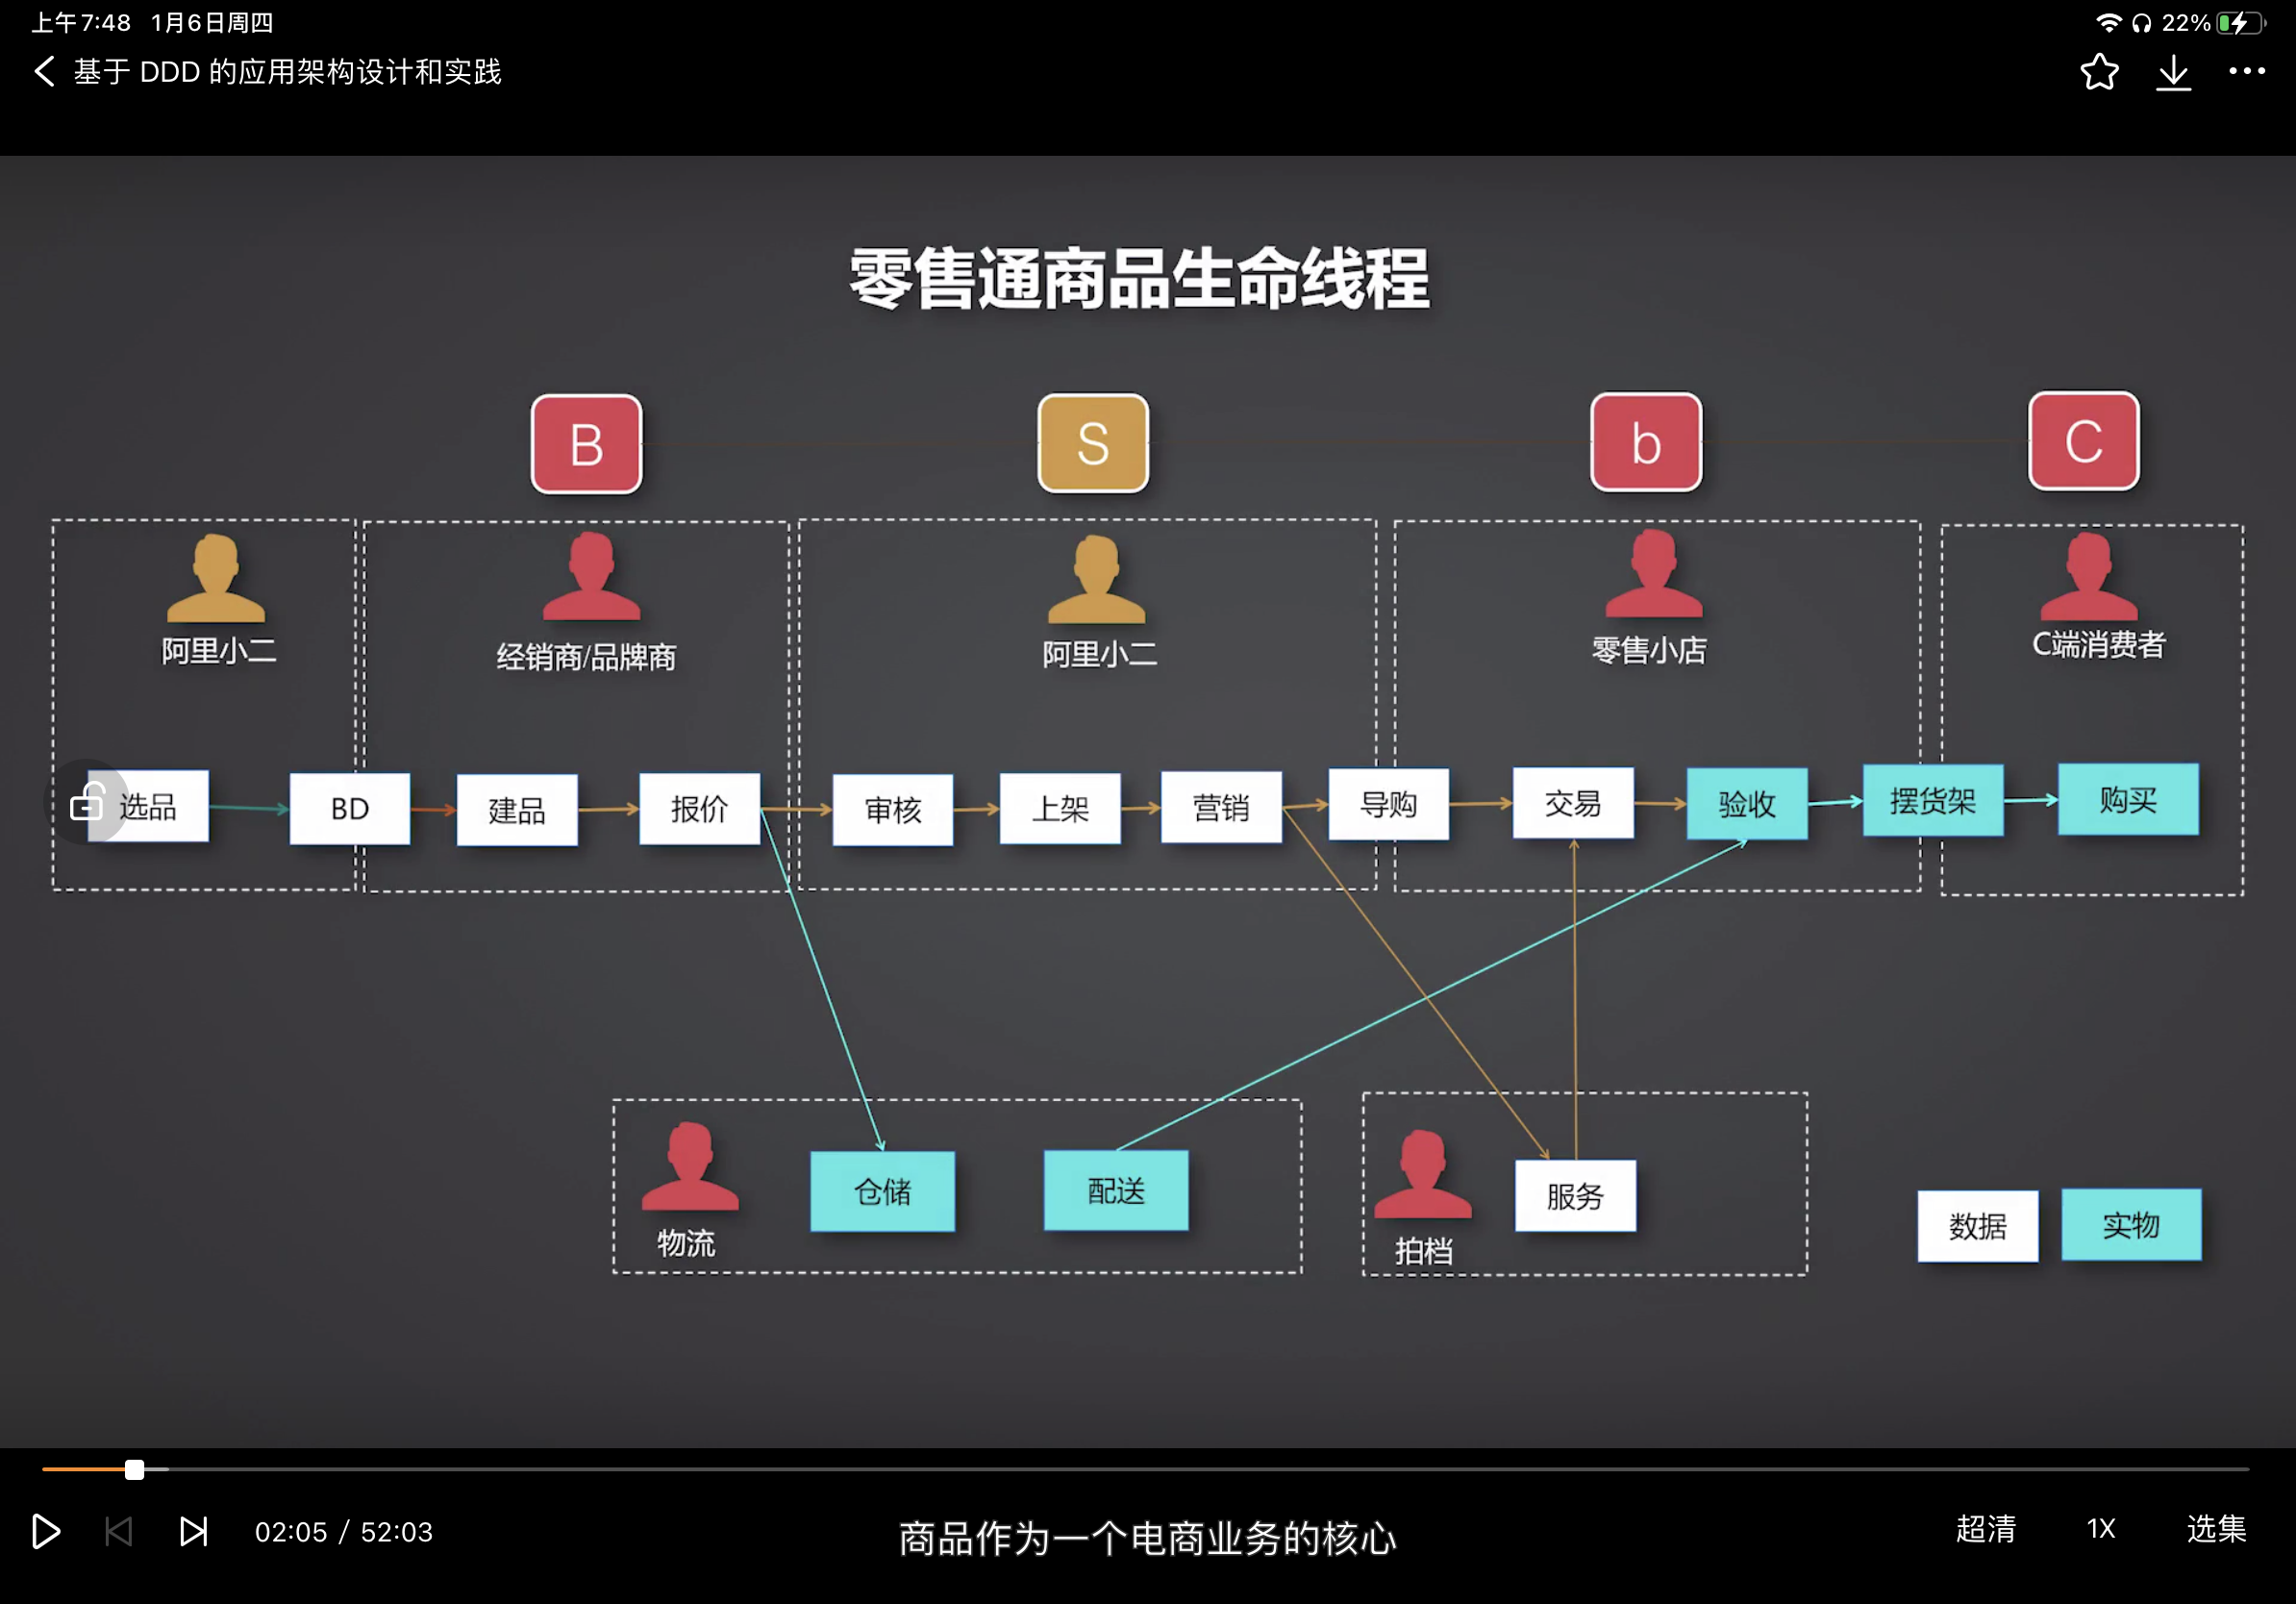 上午7:48 1月6日周四
22%
基于 DDD 的应用架构设计和实践
零售通商品生命线程
B
S
b
C
阿里小二
经销商/品牌商
阿里小二
零售小店
C端消费者
选品
BD
建品
报价
审核
上架
营销
导购
交易
验收
摆货架
购买
物流
仓储
配送
拍档
服务
数据
实物
02:05 / 52:03
商品作为一个电商业务的核心
超清
1X
选集